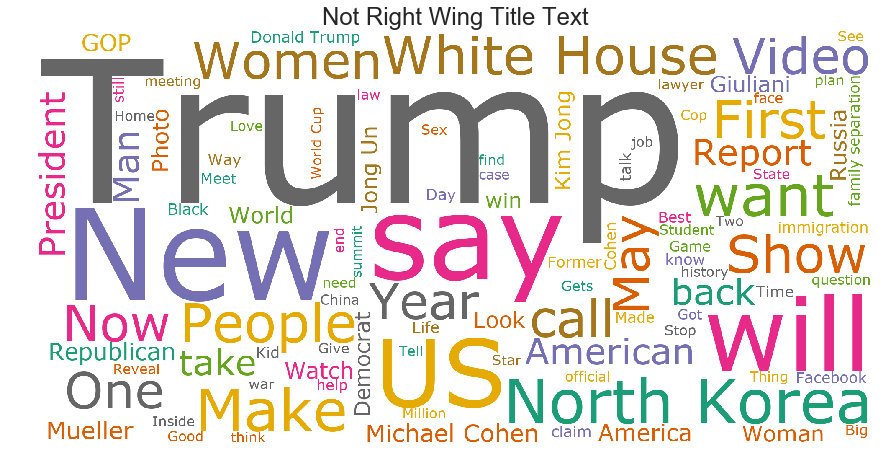 Not Right Wing Title Text
GOP
Donald Trump
Women
White House
Video
See
still
meeting
law
lawyer
plan
Giuliani
face
President
Trump
Home
Man
Photo
Love
World Cup
Sex
Kim Jong
Cop
First
Russia
family separation
Way
Meet
Jong Un
find
case
talk
job
Report
State
Day
win
want
Black
World
New
say
end
summit
Former
Cohen
May
Best
Two
Student
immigration
Game
know
Show
history
need
China
Year
Gets
Made
back
Time
question
Now
People
call
Got
Stop
will
Look
Life
Democrat
Republican
take
Kid
Give
Tell
Star
American
Reveal
war
Watch
help
US
official
Thing
Facebook
One
Make
Million
North Korea
Inside
Mueller
Good
think
Michael Cohen
claim
America
Woman
Big